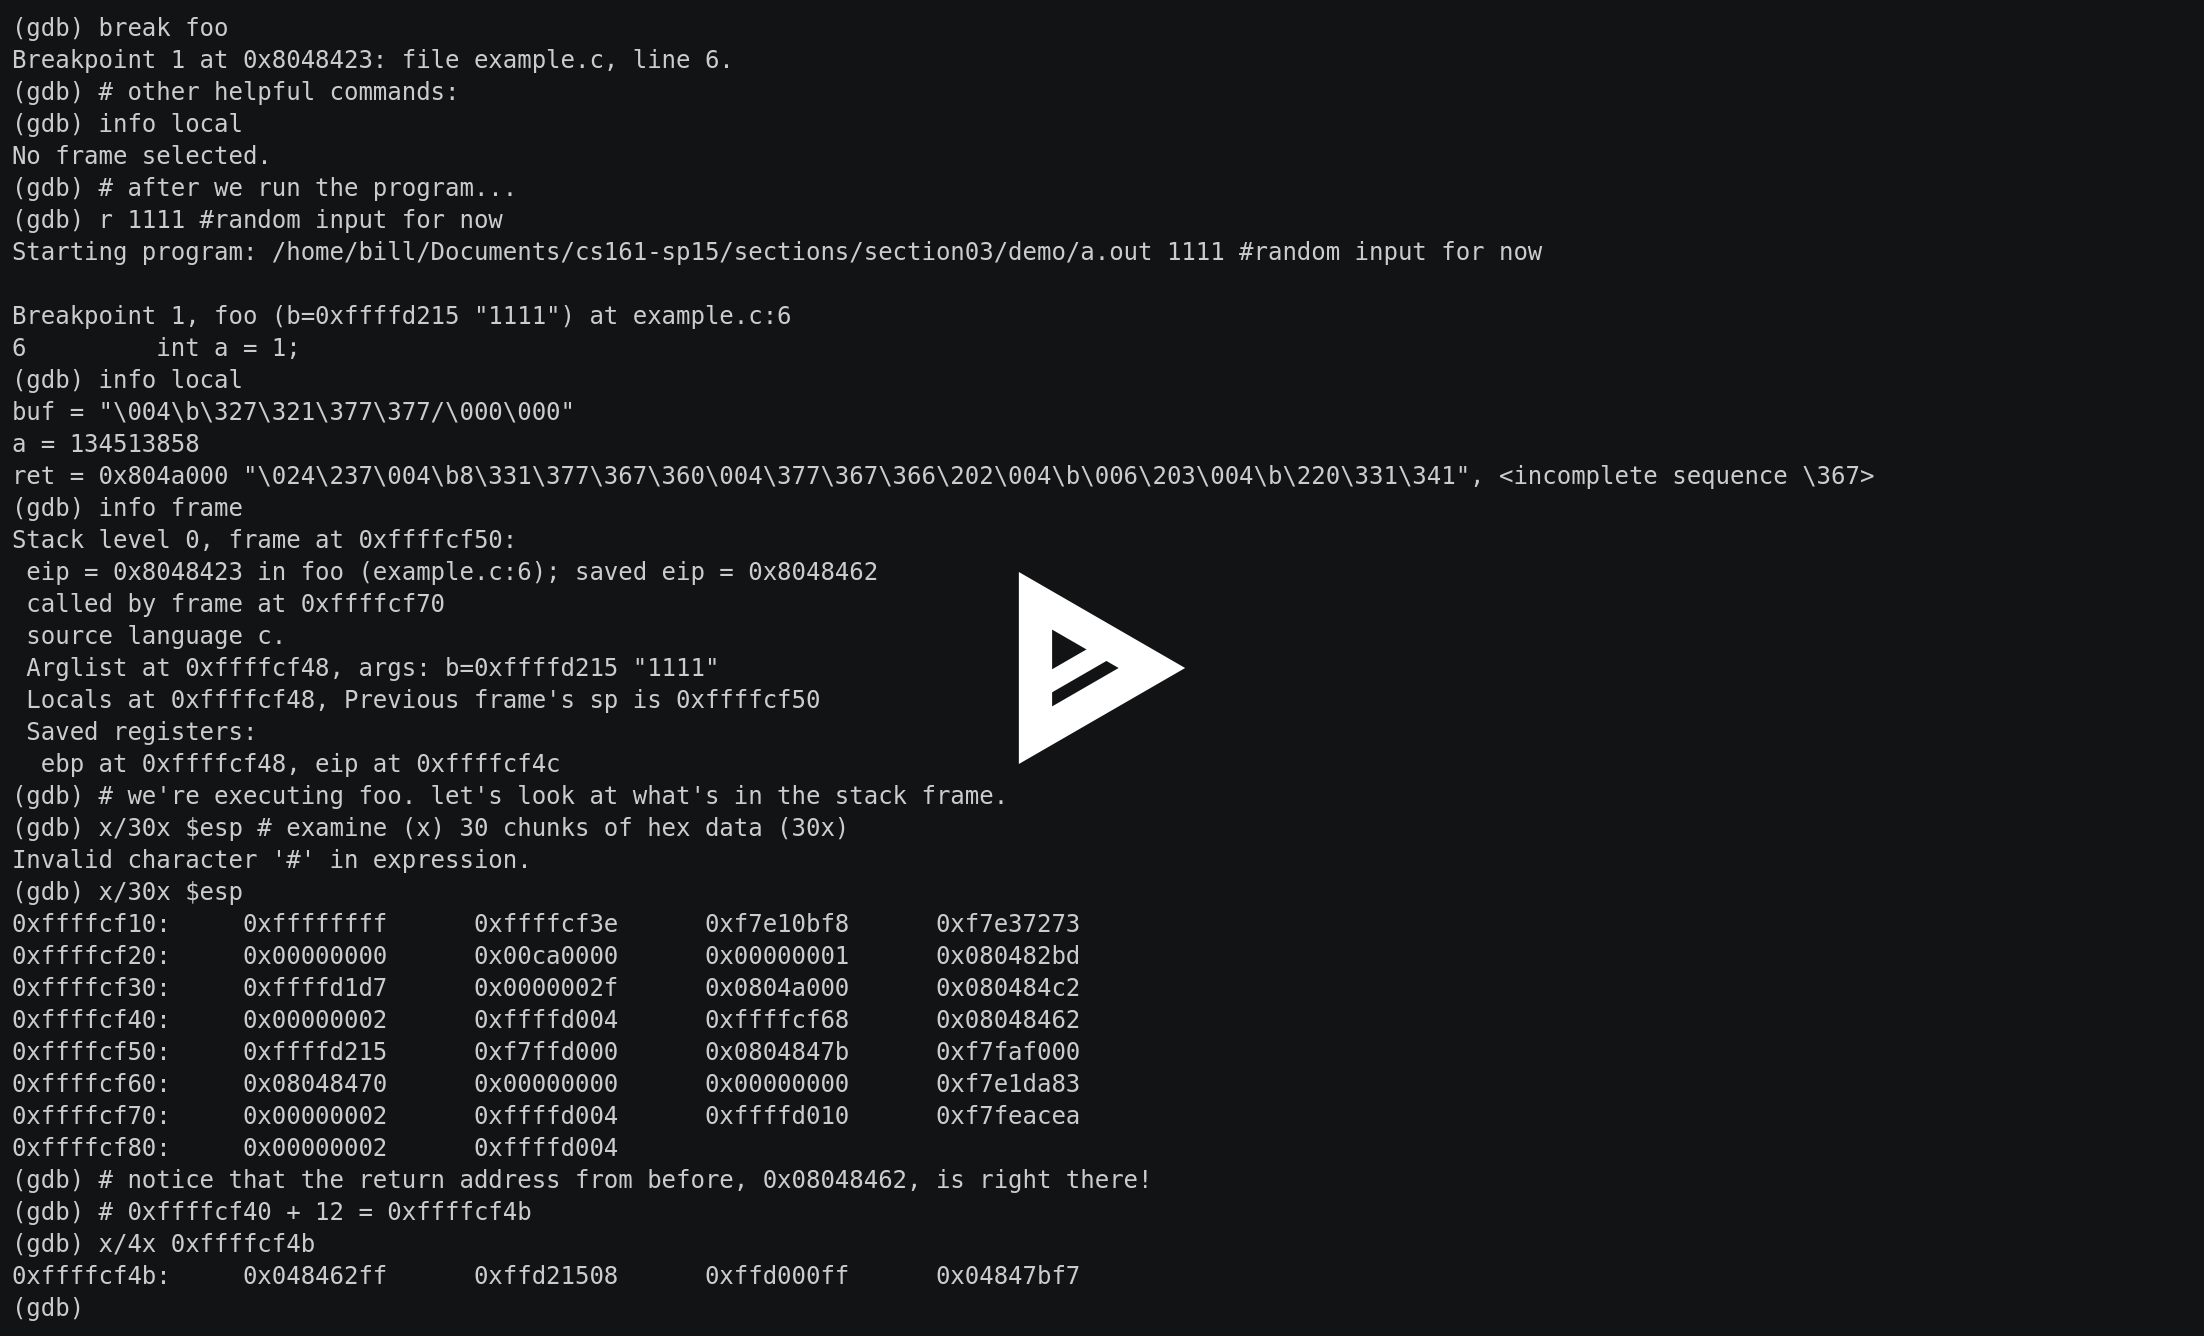 (gdb) break foo
Breakpoint 1 at 0x8048423: file example.c, line 6.
(gdb) # other helpful commands:
(gdb) info local
No frame selected.
(gdb) # after we run the program...
(gdb) r 1111 #random input for now
Starting program: /home/bill/Documents/cs161-sp15/sections/section03/demo/a.out 1111 #random input for now

Breakpoint 1, foo (b=0xffffd215 "1111") at example.c:6
6         int a = 1;
(gdb) info local
buf = "\004\b\327\321\377\377/\000\000"
a = 134513858
ret = 0x804a000 "\024\237\004\b8\331\377\367\360\004\377\367\366\202\004\b\006\203\004\b\220\331\341", <incomplete sequence \367>
(gdb) info frame
Stack level 0, frame at 0xffffcf50:
 eip = 0x8048423 in foo (example.c:6); saved eip = 0x8048462
 called by frame at 0xffffcf70
 source language c.
 Arglist at 0xffffcf48, args: b=0xffffd215 "1111"
 Locals at 0xffffcf48, Previous frame's sp is 0xffffcf50
 Saved registers:
  ebp at 0xffffcf48, eip at 0xffffcf4c
(gdb) # we're executing foo. let's look at what's in the stack frame.
(gdb) x/30x $esp # examine (x) 30 chunks of hex data (30x)
Invalid character '#' in expression.
(gdb) x/30x $esp
0xffffcf10:     0xffffffff      0xffffcf3e      0xf7e10bf8      0xf7e37273
0xffffcf20:     0x00000000      0x00ca0000      0x00000001      0x080482bd
0xffffcf30:     0xffffd1d7      0x0000002f      0x0804a000      0x080484c2
0xffffcf40:     0x00000002      0xffffd004      0xffffcf68      0x08048462
0xffffcf50:     0xffffd215      0xf7ffd000      0x0804847b      0xf7faf000
0xffffcf60:     0x08048470      0x00000000      0x00000000      0xf7e1da83
0xffffcf70:     0x00000002      0xffffd004      0xffffd010      0xf7feacea
0xffffcf80:     0x00000002      0xffffd004
(gdb) # notice that the return address from before, 0x08048462, is right there!
(gdb) # 0xffffcf40 + 12 = 0xffffcf4b
(gdb) x/4x 0xffffcf4b
0xffffcf4b:     0x048462ff      0xffd21508      0xffd000ff      0x04847bf7
(gdb)